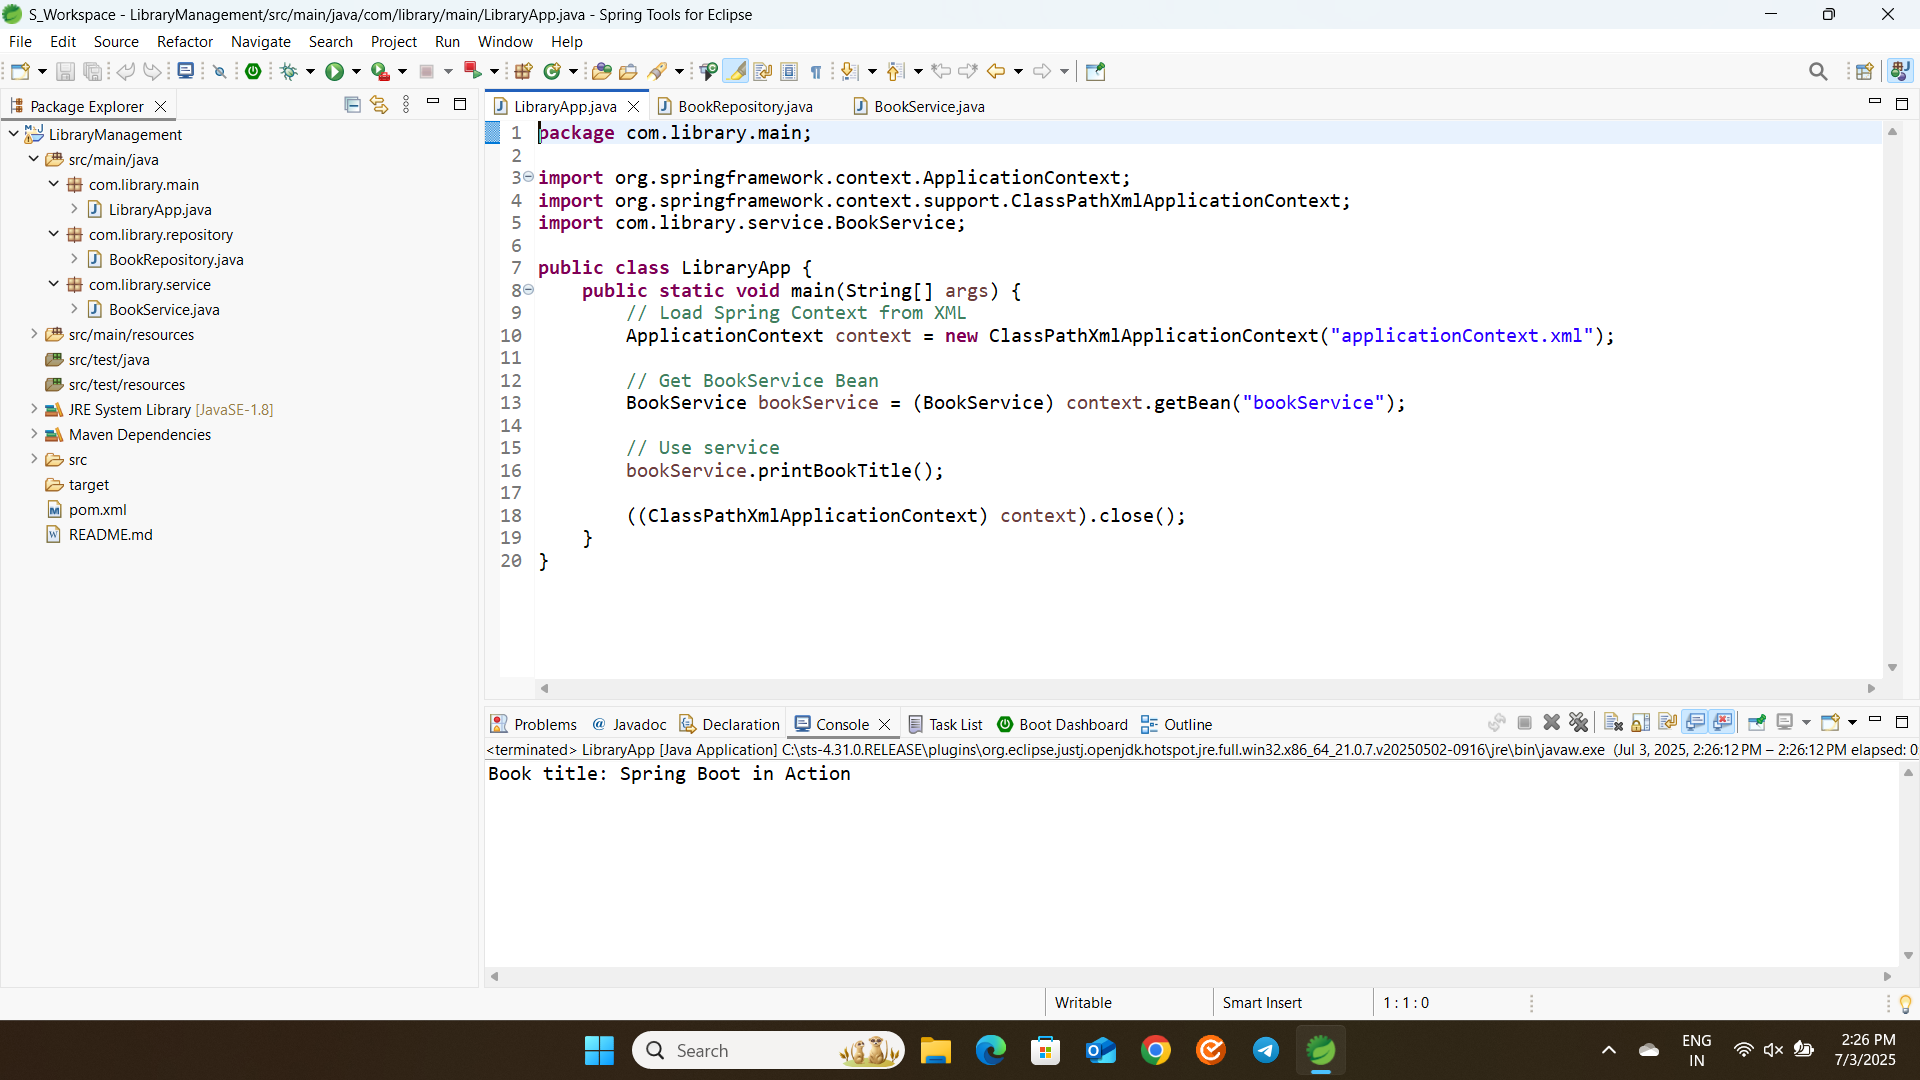 S_Workspace - LibraryManagement/src/main/java/com/library/main/LibraryApp.java - Spring Tools for Eclipse
File Edit Source Refactor Navigate Search Project Run Window Help
Package Explorer
LibraryManagement
src/main/java
com.library.main
LibraryApp.java
com.library.repository
BookRepository.java
com.library.service
BookService.java
src/main/resources
src/test/java
src/test/resources
JRE System Library [JavaSE-1.8]
Maven Dependencies
src
target
pom.xml
README.md
LibraryApp.java BookRepository.java BookService.java
1 package com.library.main;
2
3 import org.springframework.context.ApplicationContext;
4 import org.springframework.context.support.ClassPathXmlApplicationContext;
5 import com.library.service.BookService;
6
7 public class LibraryApp {
8     public static void main(String[] args) {
9         // Load Spring Context from XML
10         ApplicationContext context = new ClassPathXmlApplicationContext("applicationContext.xml");
11
12         // Get BookService Bean
13         BookService bookService = (BookService) context.getBean("bookService");
14
15         // Use service
16         bookService.printBookTitle();
17
18         ((ClassPathXmlApplicationContext) context).close();
19     }
20 }
Problems @ Javadoc Declaration Console Task List Boot Dashboard Outline
<terminated> LibraryApp [Java Application] C:\sts-4.31.0.RELEASE\plugins\org.eclipse.justj.openjdk.hotspot.jre.full.win32.x86_64_21.0.7.v20250502-0916\jre\bin\javaw.exe (Jul 3, 2025, 2:26:12 PM – 2:26:12 PM elapsed: 0
Book title: Spring Boot in Action
Writable Smart Insert 1 : 1 : 0
Search
ENG
IN
2:26 PM
7/3/2025